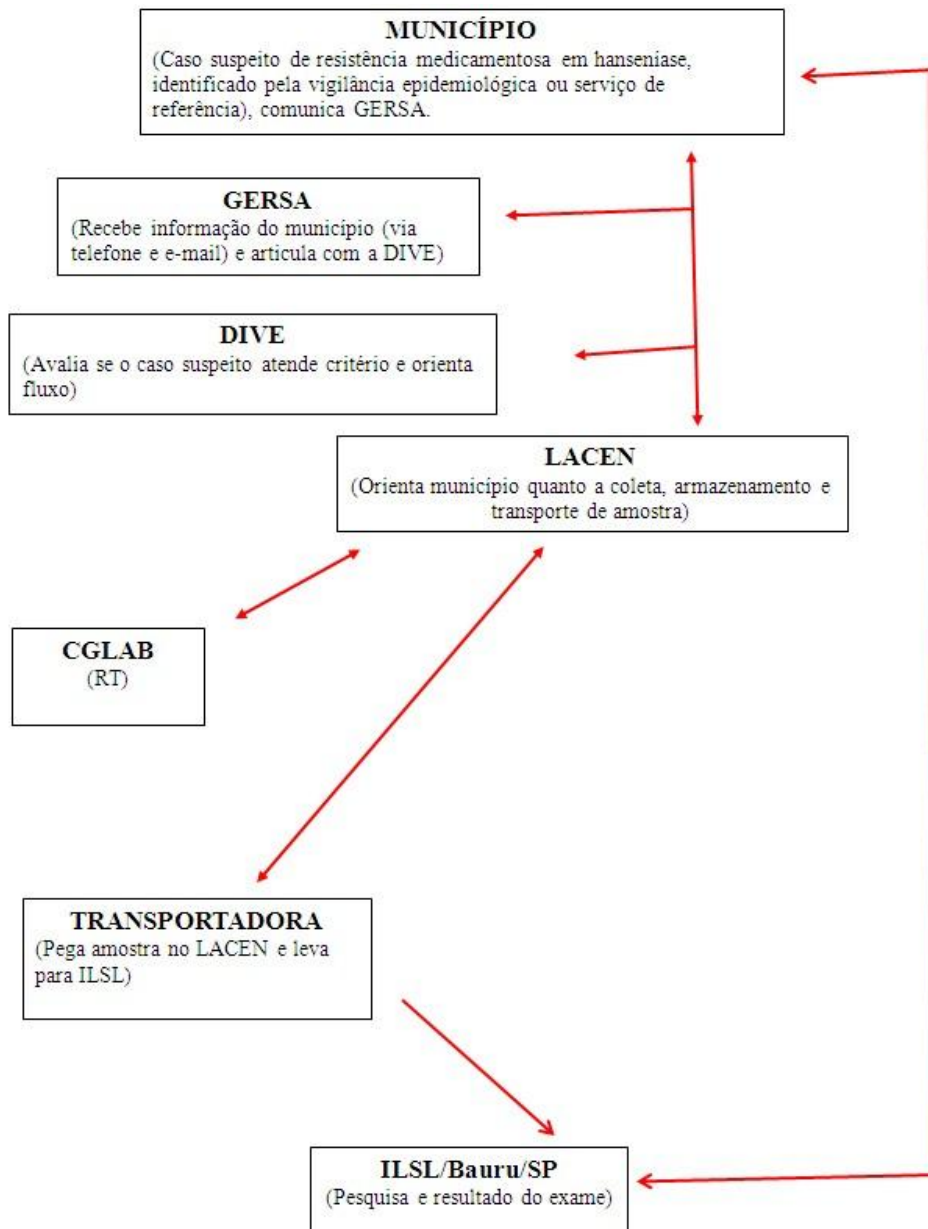 MUNICÍPIO
(Caso suspeito de resistência medicamentosa em hanseníase,
identificado pela vigilância epidemiológica ou serviço de
referência), comunica GERSA.
GERSA
(Recebe informação do município (via
telefone e e-mail) e articula com a DIVE)
DIVE
(Avalia se o caso suspeito atende critério e orienta
fluxo)
LACEN
(Orienta município quanto a coleta, armazenamento e
transporte de amostra)
CGLAB
(RT)
TRANSPORTADORA
(Pega amostra no LACEN e leva
para ILSL)
ILSL/Bauru/SP
(Pesquisa e resultado do exame)